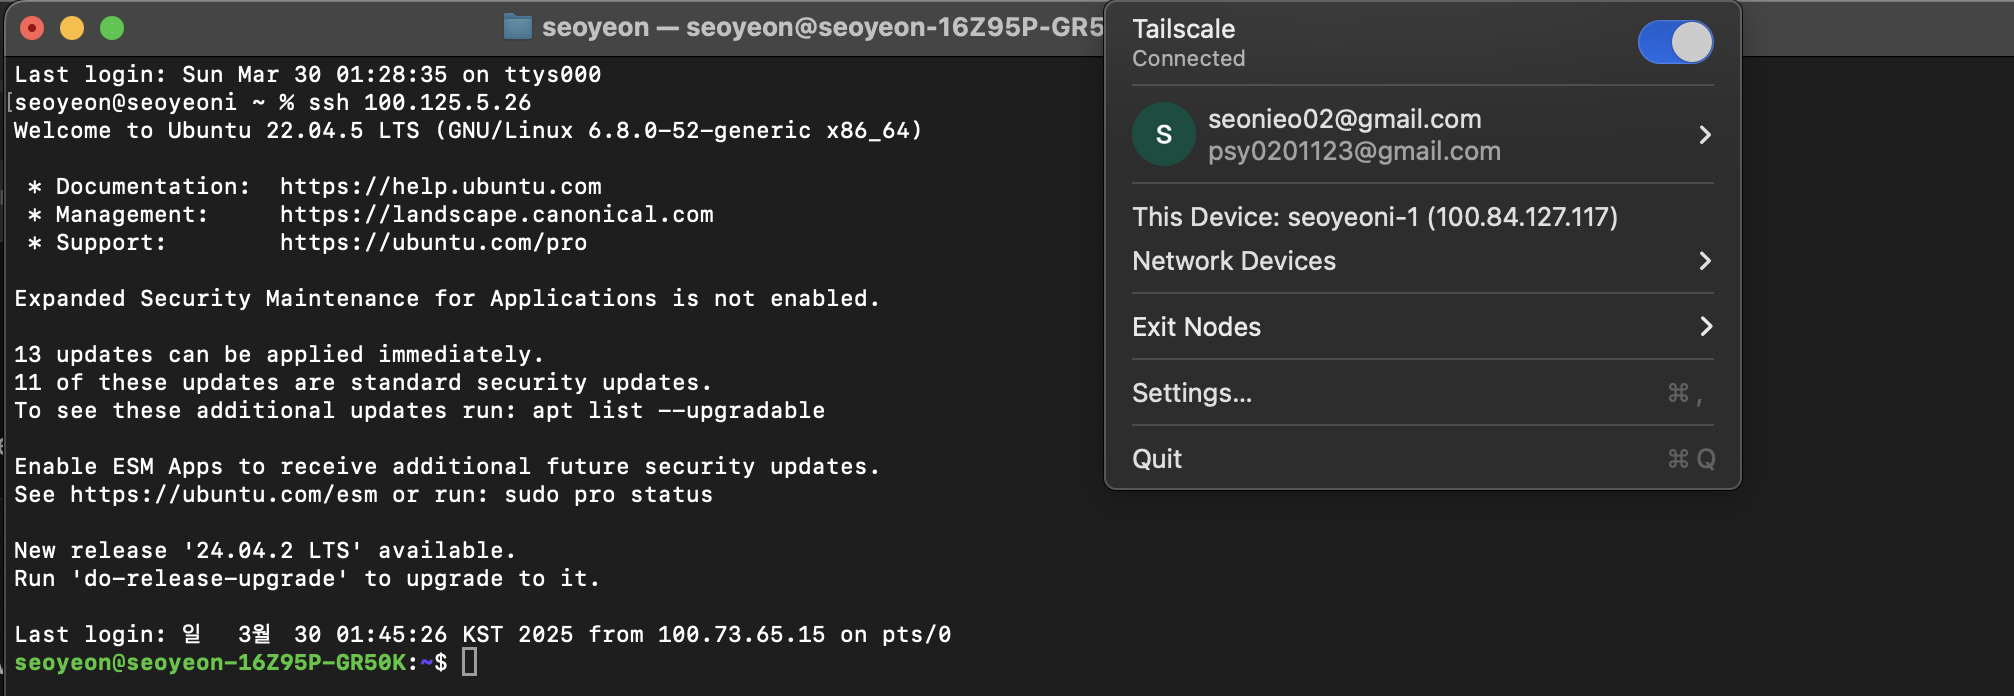 seoyeon — seoyeon@seoyeon-16Z95P-GR5
Last login: Sun Mar 30 01:28:35 on ttys000
[seoyeon@seoyeoni ~ % ssh 100.125.5.26
Welcome to Ubuntu 22.04.5 LTS (GNU/Linux 6.8.0-52-generic x86_64)
* Documentation: https://help.ubuntu.com
* Management: https://landscape.canonical.com
* Support: https://ubuntu.com/pro
Expanded Security Maintenance for Applications is not enabled.
13 updates can be applied immediately.
11 of these updates are standard security updates.
To see these additional updates run: apt list --upgradable
Enable ESM Apps to receive additional future security updates.
See https://ubuntu.com/esm or run: sudo pro status
New release '24.04.2 LTS' available.
Run 'do-release-upgrade' to upgrade to it.
Last login: 일 3월 30 01:45:26 KST 2025 from 100.73.65.15 on pts/0
seoyeon@seoyeon-16Z95P-GR50K:~$
Tailscale
Connected
S
seonieo02@gmail.com
psy0201123@gmail.com
This Device: seoyeoni-1 (100.84.127.117)
Network Devices
Exit Nodes
Settings... ⌘ ,
Quit ⌘ Q